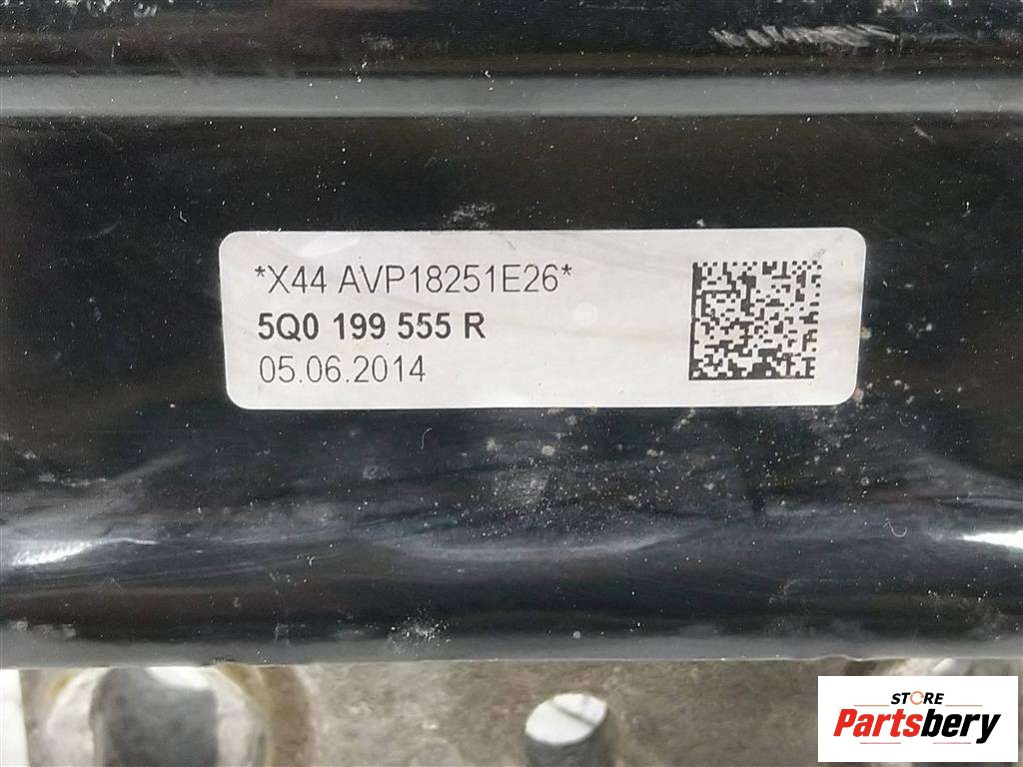 *X44 AVP18251E26*
5Q0 199 555 R
05.06.2014
STORE
Partsbery